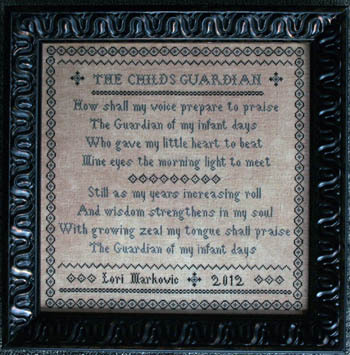 THE CHILDS GUARDIAN
How shall my voice prepare to praise
The Guardian of my infant days
Who gave my little heart to beat
Mine eyes the morning light to meet
Still as my years increasing roll
And wisdom strengthens in my soul
With growing zeal my tongue shall praise
The Guardian of my infant days
Lori Markovic 2012